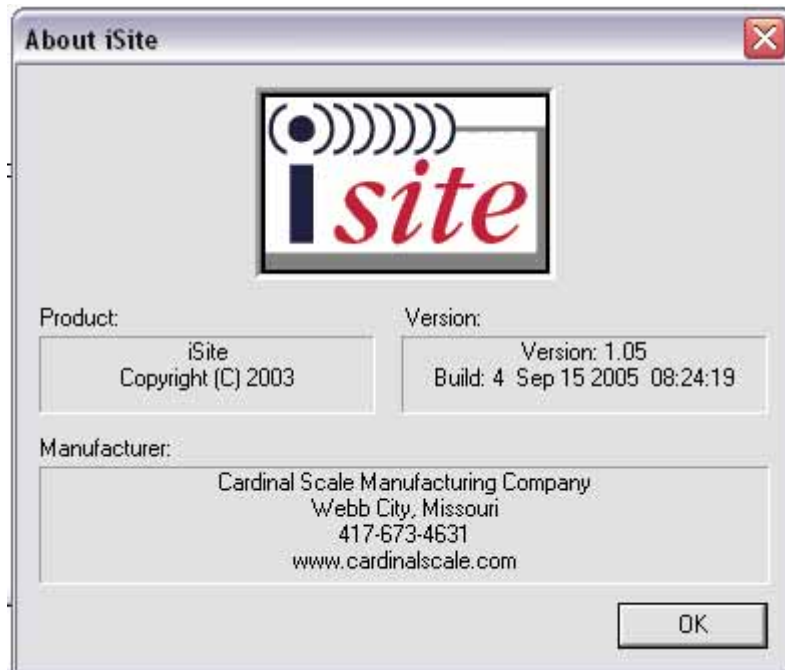 About iSite
isite
Product:
iSite
Copyright (C) 2003
Version:
Version: 1.05
Build: 4  Sep 15 2005  08:24:19
Manufacturer:
Cardinal Scale Manufacturing Company
Webb City, Missouri
417-673-4631
www.cardinalscale.com
OK